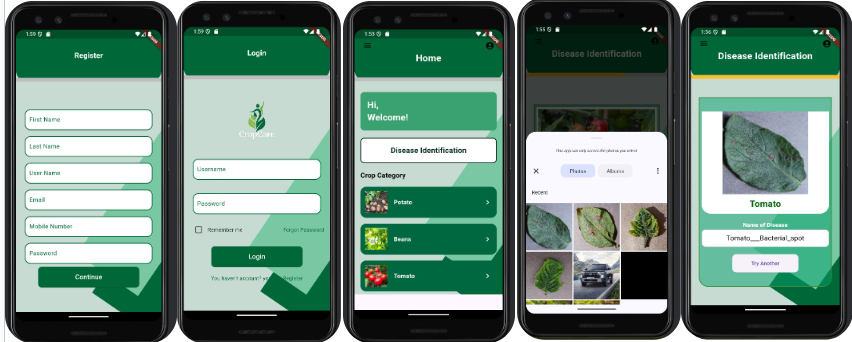 1:59
Register
First Name
Last Name
User Name
Email
Mobile Number
Password
Continue
1:59
Login
CropCare
Username
Password
Remember me
Forgot Password
Login
You haven't account?
Register
1:53
Home
Hi,
Welcome!
Disease Identification
Crop Category
Potato
Beans
Tomato
1:55
Disease Identification
This app can only access the photos you select
Photos
Albums
Recent
1:56
Disease Identification
Tomato
Name of Disease
Tomato___Bacterial_spot
Try Another